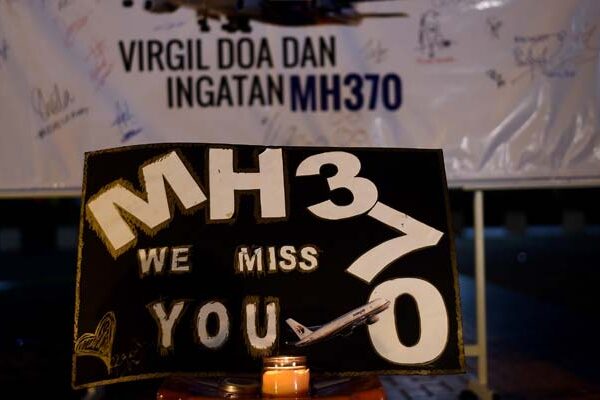 VIRGIL DOA DAN
INGATAN MH370
MH370
WE MISS
YOU